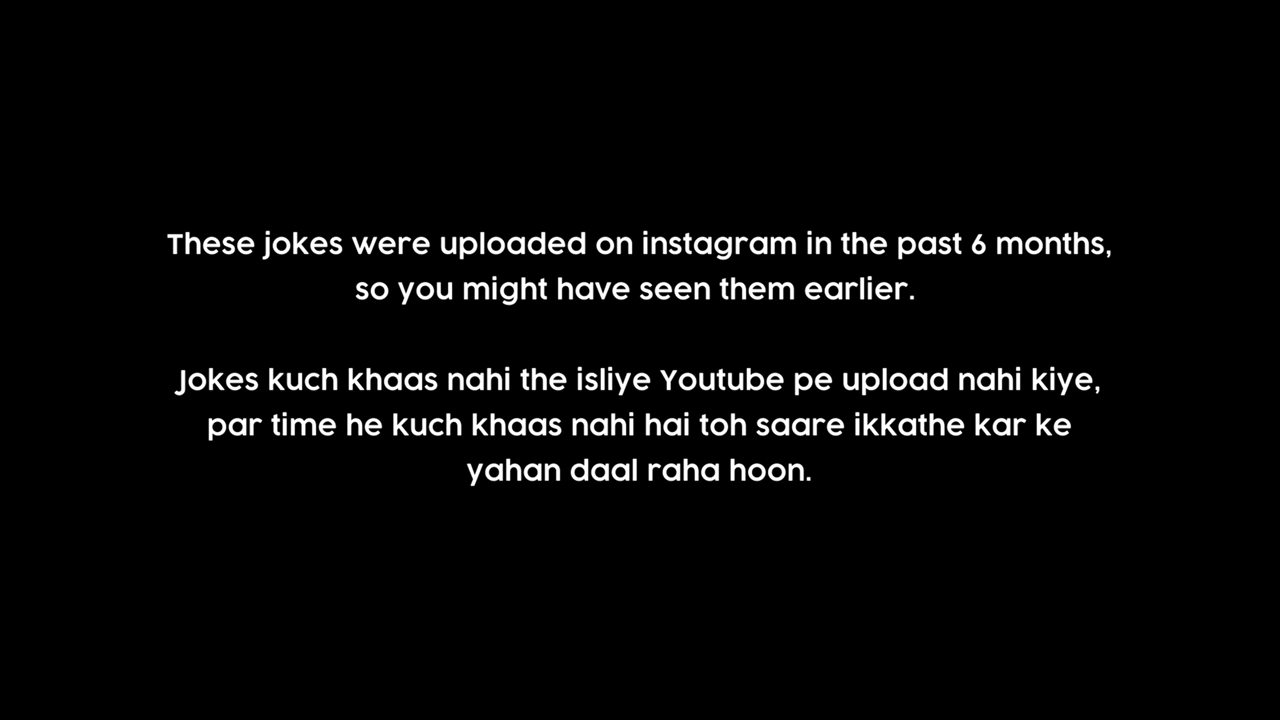 These jokes were uploaded on instagram in the past 6 months,
so you might have seen them earlier.
Jokes kuch khaas nahi the isliye Youtube pe upload nahi kiye,
par time he kuch khaas nahi hai toh saare ikkathe kar ke
yahan daal raha hoon.